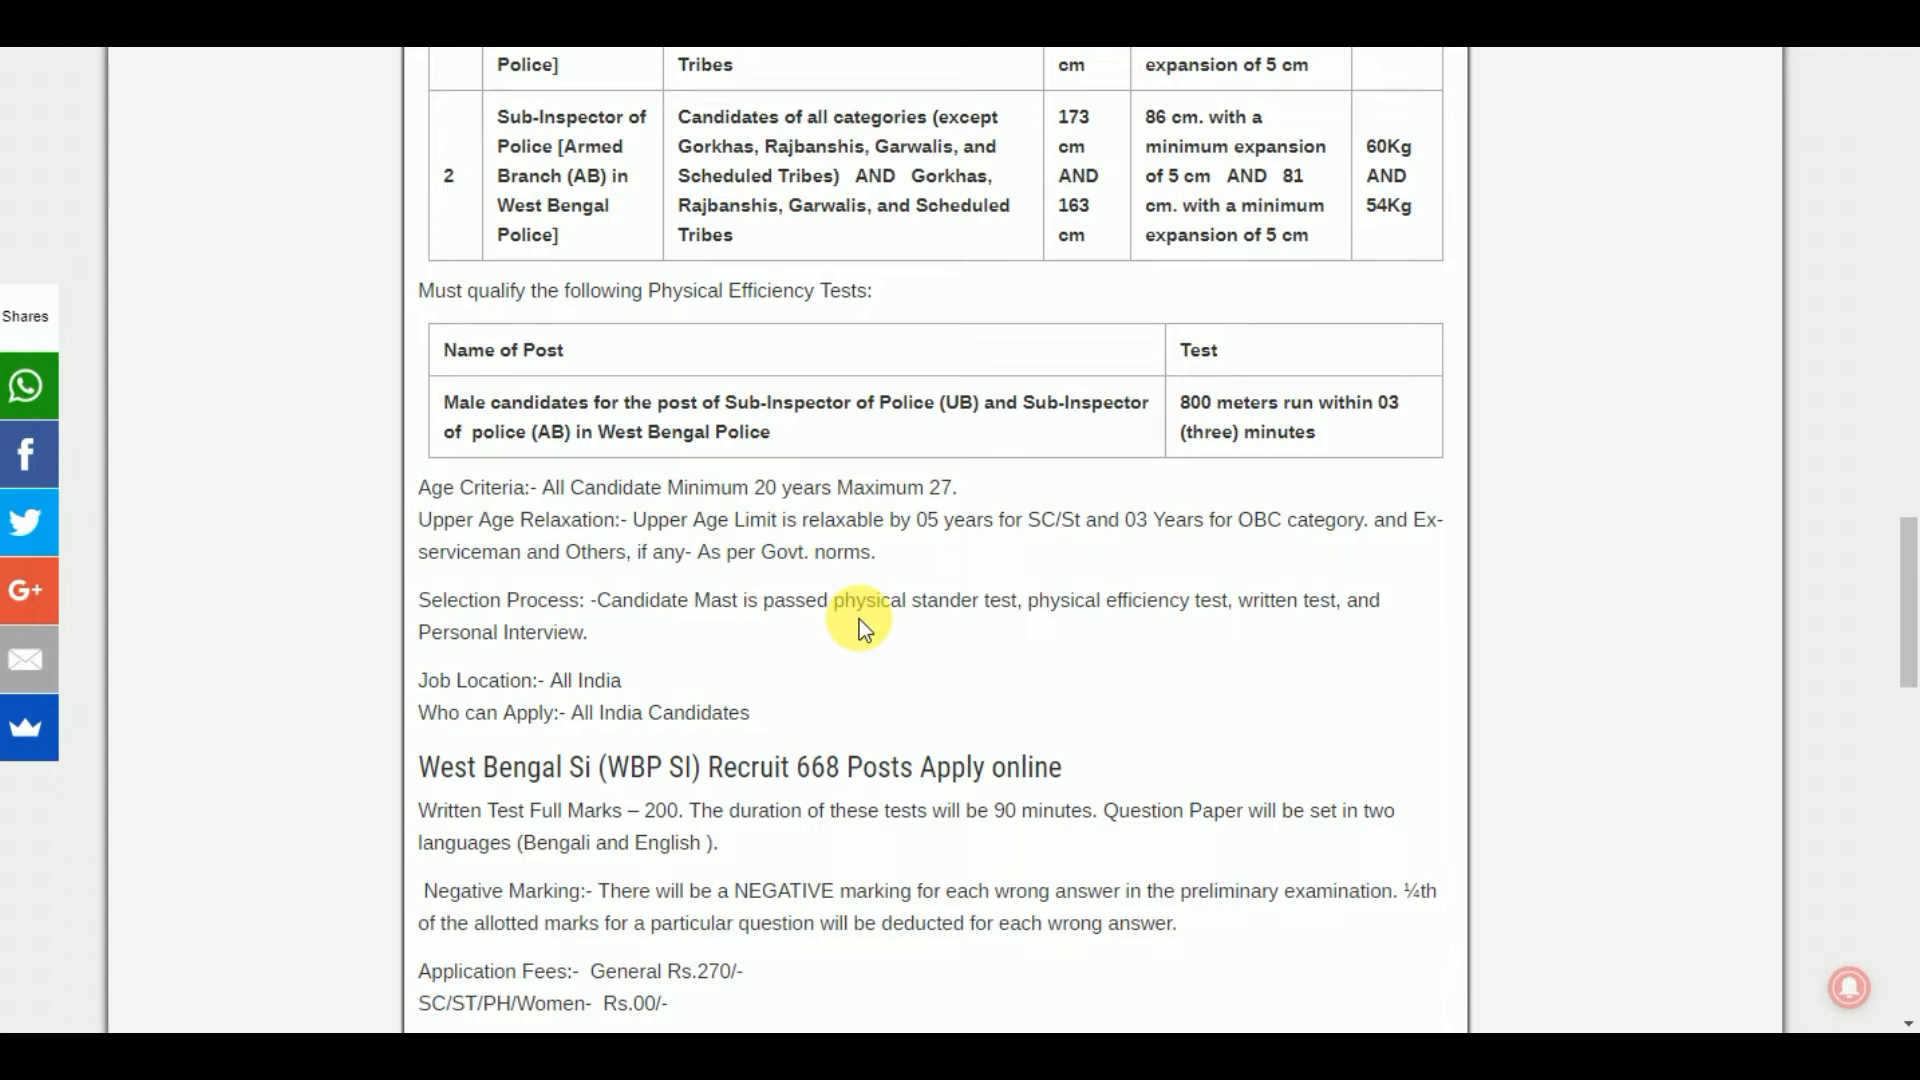 Police]
Tribes
cm
expansion of 5 cm
2
Sub-Inspector of
Police [Armed
Branch (AB) in
West Bengal
Police]
Candidates of all categories (except
Gorkhas, Rajbanshis, Garwalis, and
Scheduled Tribes)   AND   Gorkhas,
Rajbanshis, Garwalis, and Scheduled
Tribes
173
cm
AND
163
cm
86 cm. with a
minimum expansion
of 5 cm   AND   81
cm. with a minimum
expansion of 5 cm
60Kg
AND
54Kg
Must qualify the following Physical Efficiency Tests:
Name of Post
Test
Male candidates for the post of Sub-Inspector of Police (UB) and Sub-Inspector
of  police (AB) in West Bengal Police
800 meters run within 03
(three) minutes
Age Criteria:- All Candidate Minimum 20 years Maximum 27.
Upper Age Relaxation:- Upper Age Limit is relaxable by 05 years for SC/St and 03 Years for OBC category. and Ex-
serviceman and Others, if any- As per Govt. norms.
Selection Process: -Candidate Mast is passed physical stander test, physical efficiency test, written test, and
Personal Interview.
Job Location:- All India
Who can Apply:- All India Candidates
West Bengal Si (WBP SI) Recruit 668 Posts Apply online
Written Test Full Marks – 200. The duration of these tests will be 90 minutes. Question Paper will be set in two
languages (Bengali and English ).
Negative Marking:- There will be a NEGATIVE marking for each wrong answer in the preliminary examination. ¼th
of the allotted marks for a particular question will be deducted for each wrong answer.
Application Fees:-  General Rs.270/-
SC/ST/PH/Women-  Rs.00/-
Shares
f
G+